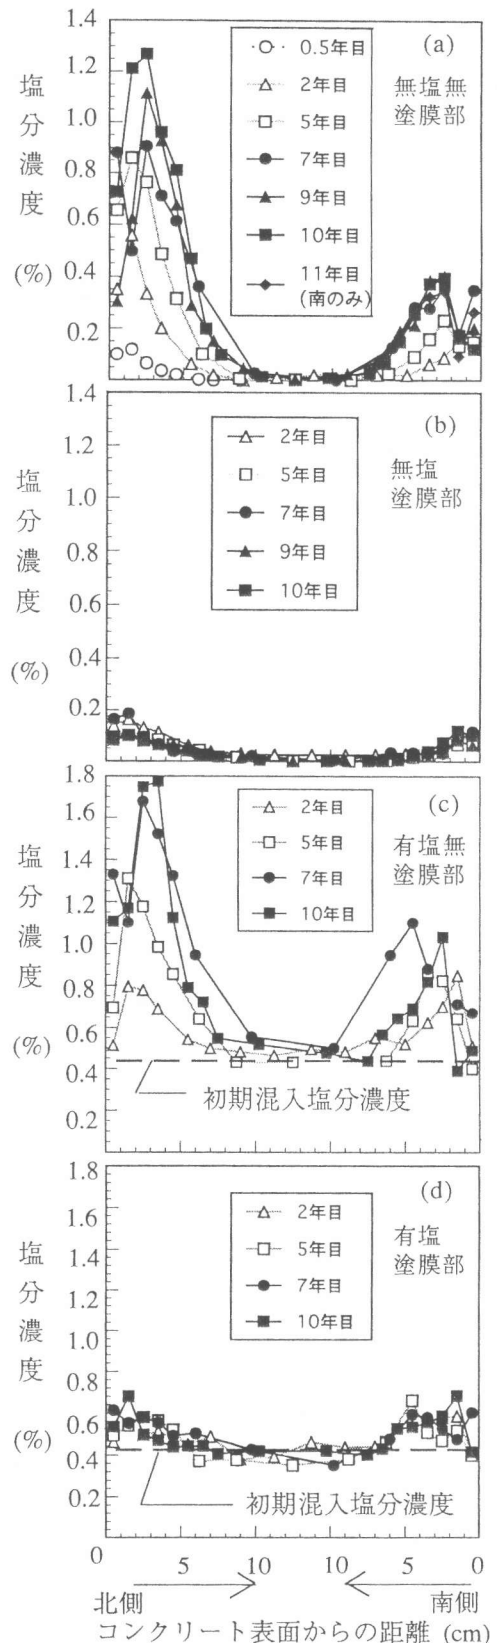 (a)
無塩無
塗膜部
塩分濃度
(%)
1.4
1.2
1.0
0.8
0.6
0.4
0.2
0.5年目
2年目
5年目
7年目
9年目
10年目
11年目
(南のみ)
(b)
無塩
塗膜部
塩分濃度
(%)
1.4
1.2
1.0
0.8
0.6
0.4
0.2
2年目
5年目
7年目
9年目
10年目
(c)
有塩無
塗膜部
塩分濃度
(%)
1.8
1.6
1.4
1.2
1.0
0.8
0.6
0.4
0.2
2年目
5年目
7年目
10年目
初期混入塩分濃度
(d)
有塩
塗膜部
塩分濃度
(%)
1.8
1.6
1.4
1.2
1.0
0.8
0.6
0.4
0.2
2年目
5年目
7年目
10年目
初期混入塩分濃度
0 5 10 10 5 0
北側 南側
コンクリート表面からの距離 (cm)